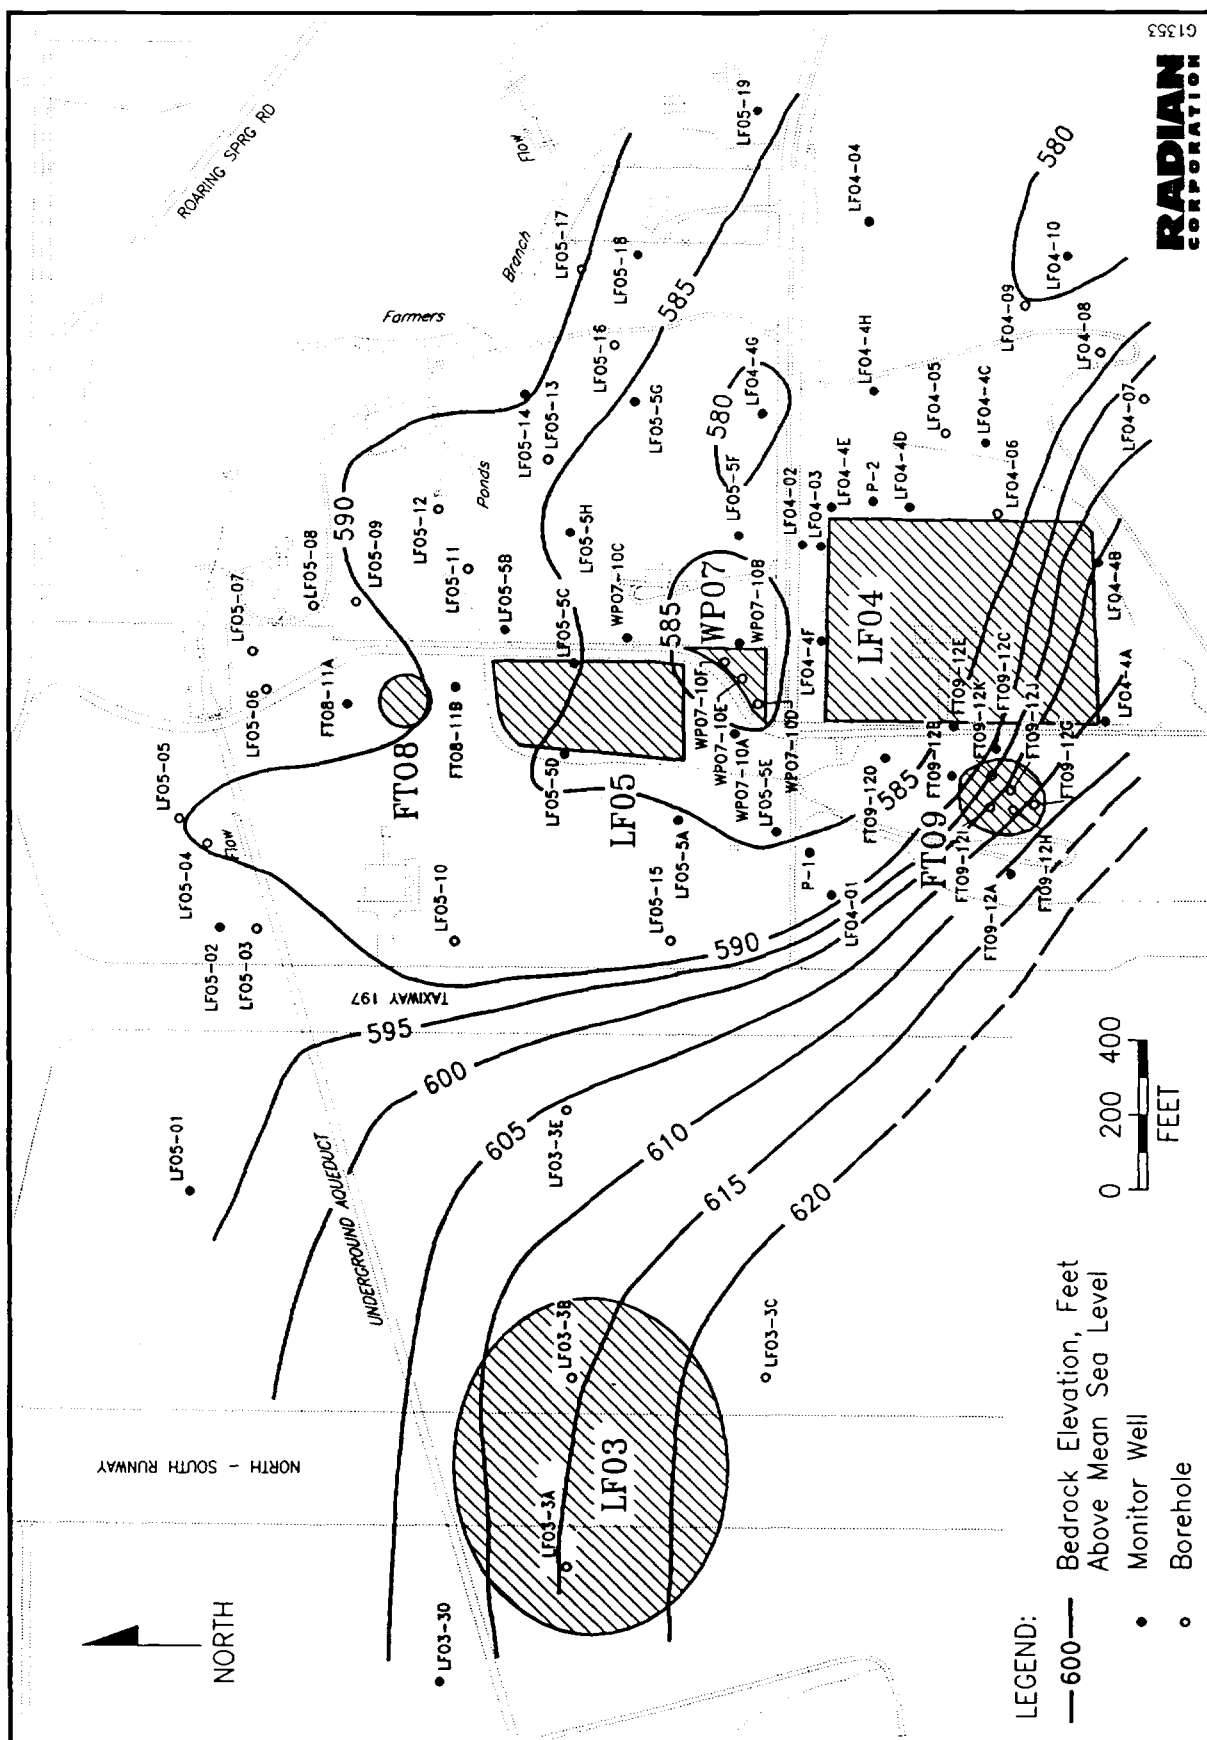 ROARING SPRG RD
Farmers
Branch
Flow
Ponds
Flow
TAXIWAY 197
UNDERGROUND AQUEDUCT
NORTH – SOUTH RUNWAY
NORTH
LF05-01
LF05-02
LF05-03
LF05-04
LF05-05
LF05-06
LF05-07
LF05-08
LF05-09
LF05-10
LF05-11
LF05-12
LF05-13
LF05-14
LF05-15
LF05-16
LF05-17
LF05-18
LF05-19
LF05-5A
LF05-5B
LF05-5C
LF05-5D
LF05-5E
LF05-5F
LF05-5G
LF05-5H
FT08-11A
FT08-11B
FT08
LF05
WP07
LF04
FT09
LF03
WP07-10A
WP07-10B
WP07-10C
WP07-10D
WP07-10E
WP07-10F
LF04-01
LF04-02
LF04-03
LF04-04
LF04-05
LF04-06
LF04-07
LF04-08
LF04-09
LF04-10
LF04-4A
LF04-4B
LF04-4C
LF04-4D
LF04-4E
LF04-4F
LF04-4G
LF04-4H
P-1
P-2
FT09-12A
FT09-12B
FT09-12C
FT09-12D
FT09-12E
FT09-12G
FT09-12H
FT09-12I
FT09-12J
FT09-12K
LF03-3A
LF03-3B
LF03-3C
LF03-3D
LF03-3E
590
585
585
580
580
585
590
595
600
605
610
615
620
0 200 400
FEET
LEGEND:
600 Bedrock Elevation, Feet
Above Mean Sea Level
Monitor Well
Borehole
RADIAN
CORPORATION
G1353